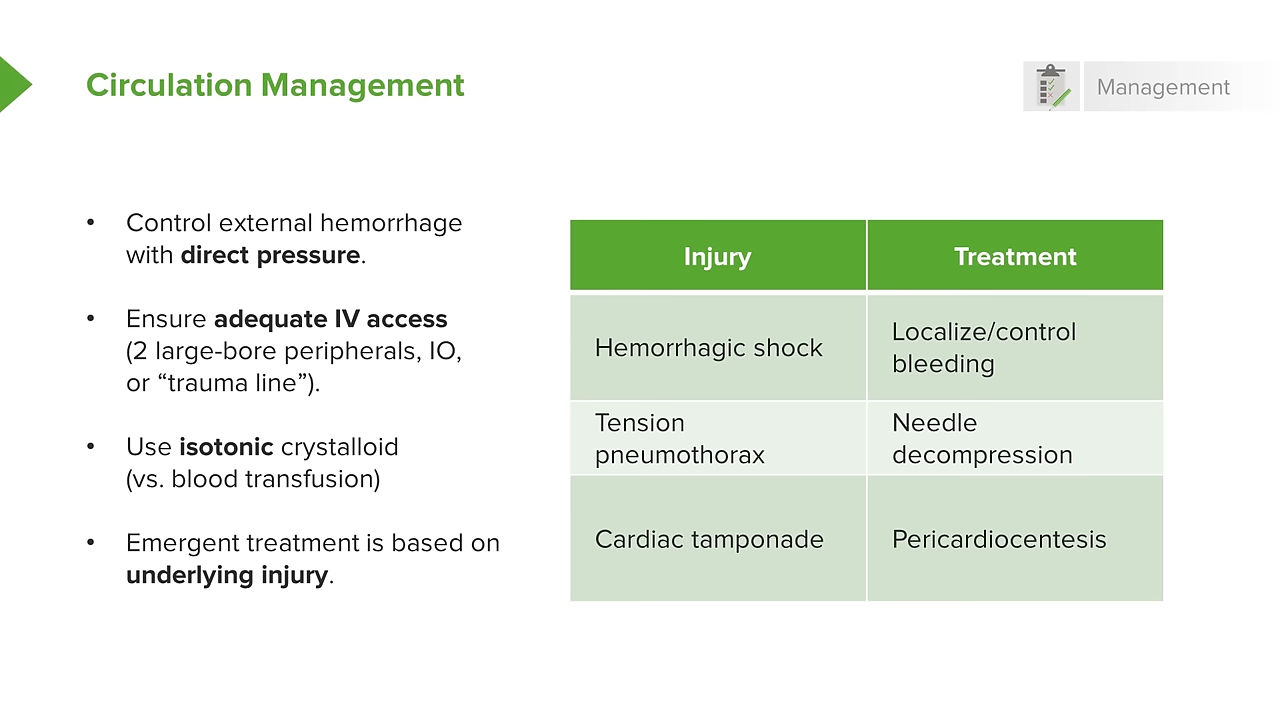 Circulation Management
Management
• Control external hemorrhage
with direct pressure.
• Ensure adequate IV access
(2 large-bore peripherals, IO,
or “trauma line”).
• Use isotonic crystalloid
(vs. blood transfusion)
• Emergent treatment is based on
underlying injury.
Injury
Treatment
Hemorrhagic shock
Localize/control
bleeding
Tension
pneumothorax
Needle
decompression
Cardiac tamponade
Pericardiocentesis